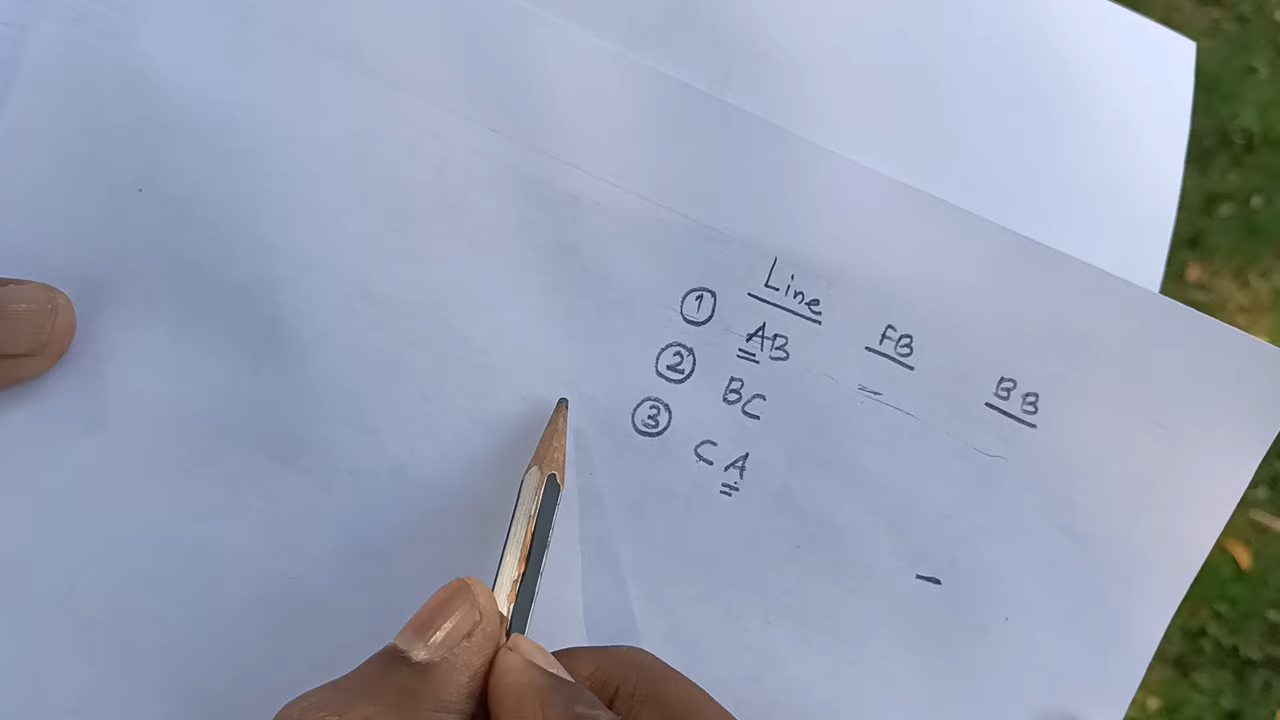 Line FB BB
① AB
② BC
③ CA